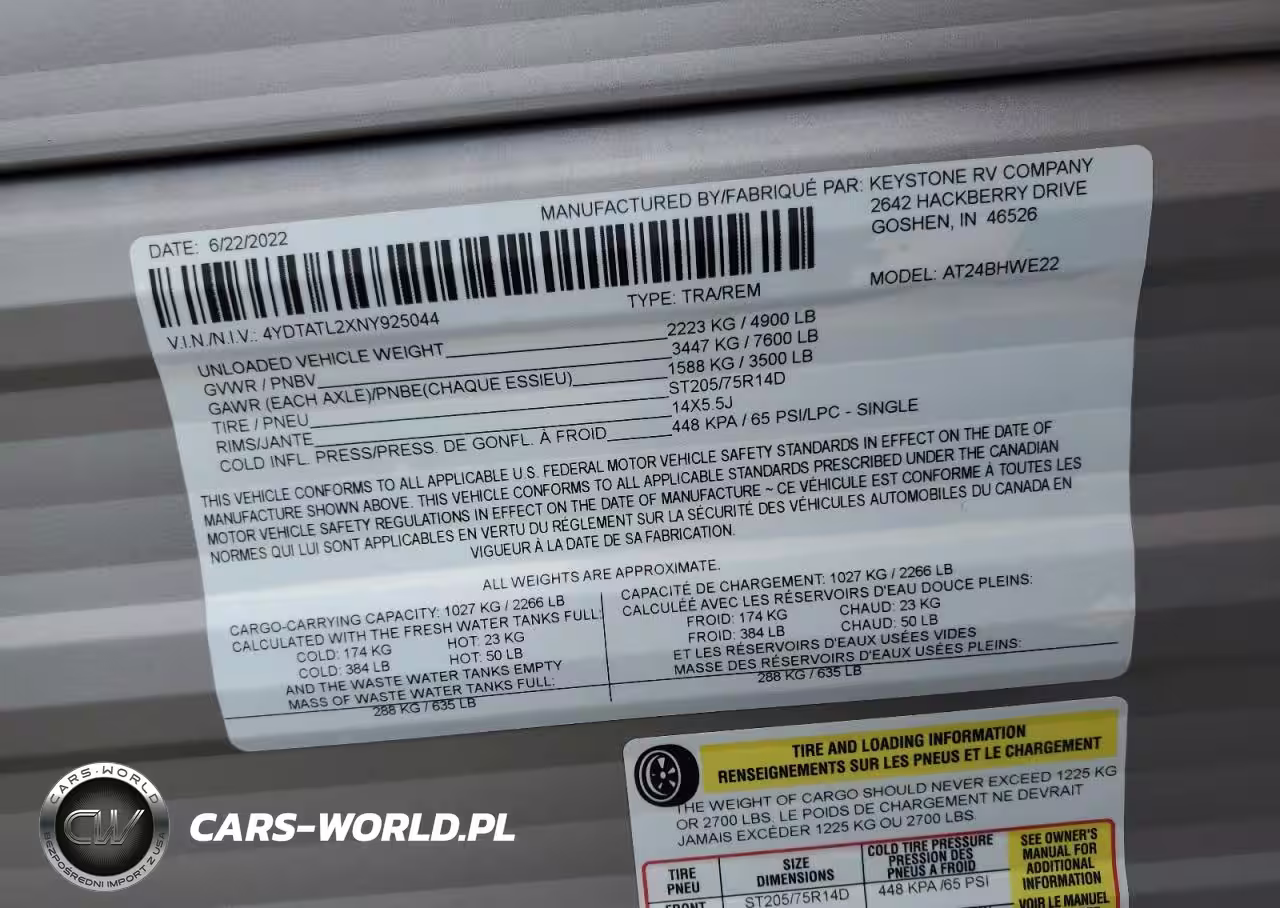 MANUFACTURED BY/FABRIQUÉ PAR: KEYSTONE RV COMPANY
2642 HACKBERRY DRIVE
GOSHEN, IN 46526
DATE: 6/22/2022
MODEL: AT24BHWE22
TYPE: TRA/REM
V.I.N./N.I.V.: 4YDTATL2XNY925044
UNLOADED VEHICLE WEIGHT 2223 KG / 4900 LB
GVWR / PNBV 3447 KG / 7600 LB
GAWR (EACH AXLE)/PNBE(CHAQUE ESSIEU) 1588 KG / 3500 LB
TIRE / PNEU ST205/75R14D
RIMS/JANTE 14X5.5J
COLD INFL. PRESS/PRESS. DE GONFL. À FROID 448 KPA / 65 PSI/LPC - SINGLE
THIS VEHICLE CONFORMS TO ALL APPLICABLE U.S. FEDERAL MOTOR VEHICLE SAFETY STANDARDS IN EFFECT ON THE DATE OF
MANUFACTURE SHOWN ABOVE. THIS VEHICLE CONFORMS TO ALL APPLICABLE STANDARDS PRESCRIBED UNDER THE CANADIAN
MOTOR VEHICLE SAFETY REGULATIONS IN EFFECT ON THE DATE OF MANUFACTURE ~ CE VÉHICULE EST CONFORME À TOUTES LES
NORMES QUI LUI SONT APPLICABLES EN VERTU DU RÉGLEMENT SUR LA SÉCURITÉ DES VÉHICULES AUTOMOBILES DU CANADA EN
VIGUEUR À LA DATE DE SA FABRICATION.
ALL WEIGHTS ARE APPROXIMATE.
CARGO-CARRYING CAPACITY: 1027 KG / 2266 LB
CALCULATED WITH THE FRESH WATER TANKS FULL:
COLD: 174 KG HOT: 23 KG
COLD: 384 LB HOT: 50 LB
AND THE WASTE WATER TANKS EMPTY
MASS OF WASTE WATER TANKS FULL:
288 KG / 635 LB
CAPACITÉ DE CHARGEMENT: 1027 KG / 2266 LB
CALCULÉE AVEC LES RÉSERVOIRS D'EAU DOUCE PLEINS:
FROID: 174 KG CHAUD: 23 KG
FROID: 384 LB CHAUD: 50 LB
ET LES RÉSERVOIRS D'EAUX USÉES VIDES
MASSE DES RÉSERVOIRS D'EAUX USÉES PLEINS:
288 KG / 635 LB
TIRE AND LOADING INFORMATION
RENSEIGNEMENTS SUR LES PNEUS ET LE CHARGEMENT
THE WEIGHT OF CARGO SHOULD NEVER EXCEED 1225 KG
OR 2700 LBS. LE POIDS DE CHARGEMENT NE DEVRAIT
JAMAIS EXCÉDER 1225 KG OU 2700 LBS.
TIRE
PNEU
SIZE
DIMENSIONS
COLD TIRE PRESSURE
PRESSION DES
PNEUS A FROID
SEE OWNER'S
MANUAL FOR
ADDITIONAL
INFORMATION
VOIR LE MANUEL
FRONT
ST205/75R14D
448 KPA /65 PSI
CARS-WORLD
CW
BEZPOŚREDNI IMPORT Z USA
CARS-WORLD.PL